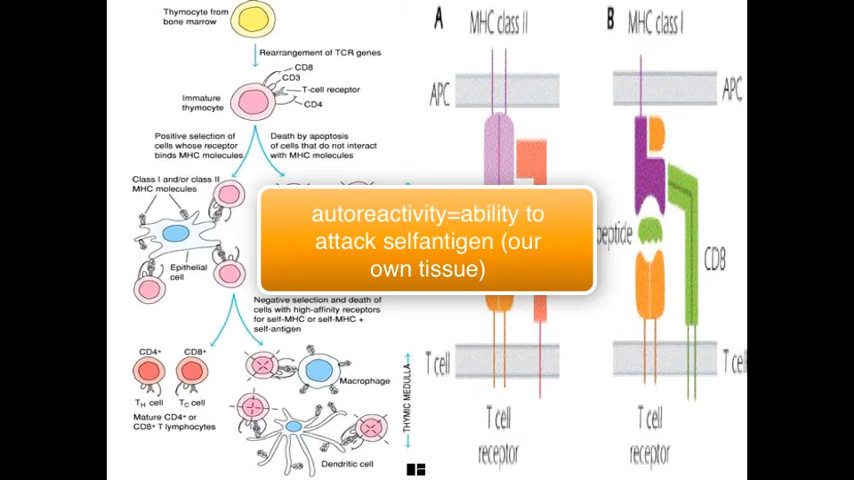 Thymocyte from
bone marrow
Rearrangement of TCR genes
CD8
CD3
T-cell receptor
CD4
Immature
thymocyte
Positive selection of
cells whose receptor
binds MHC molecules
Death by apoptosis
of cells that do not interact
with MHC molecules
Class I and/or class II
MHC molecules
Epithelial
cell
autoreactivity=ability to
attack selfantigen (our
own tissue)
Negative selection and death of
cells with high-affinity receptors
for self-MHC or self-MHC +
self-antigen
CD4+
CD8+
TH cell
TC cell
Mature CD4+ or
CD8+ T lymphocytes
Macrophage
Dendritic cell
THYMIC MEDULLA
A
MHC class II
APC
T cell
T cell
receptor
B
MHC class I
APC
peptide
CD8
T cell
T cell
receptor